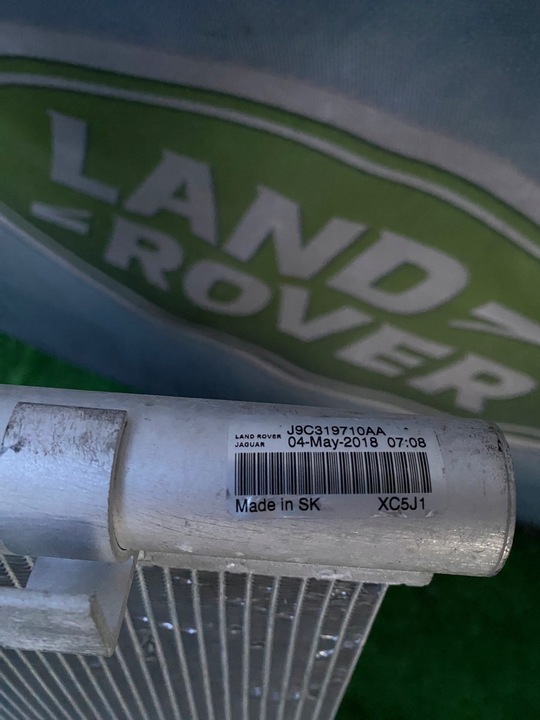 LAND
ROVER
LAND ROVER J9C319710AA
JAGUAR 04-May-2018 07:08
Made in SK XC5J1